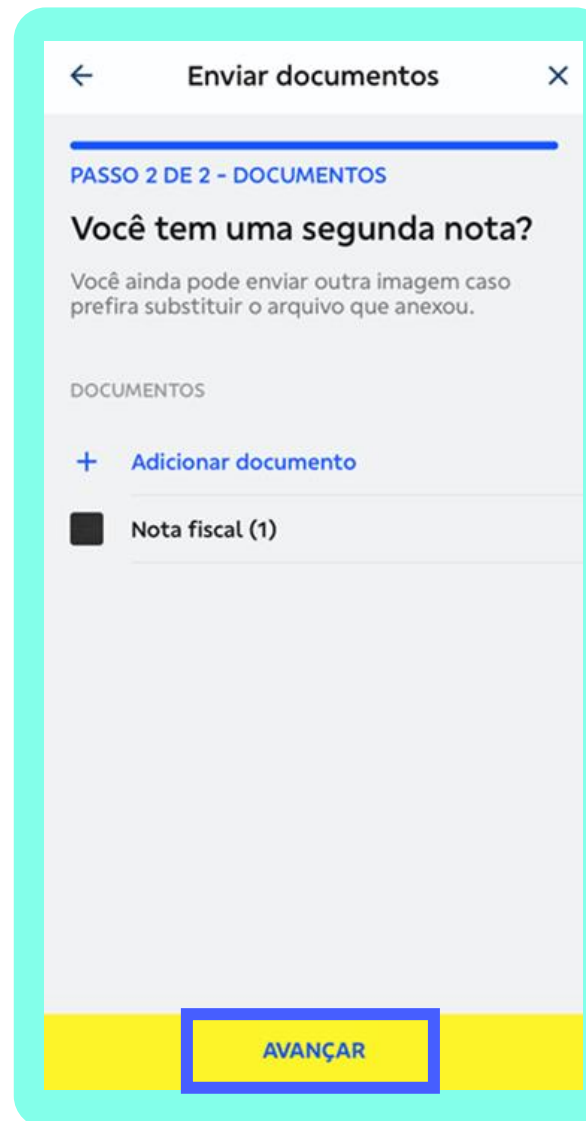 Enviar documentos
PASSO 2 DE 2 - DOCUMENTOS
Você tem uma segunda nota?
Você ainda pode enviar outra imagem caso
prefira substituir o arquivo que anexou.
DOCUMENTOS
+ Adicionar documento
Nota fiscal (1)
AVANÇAR